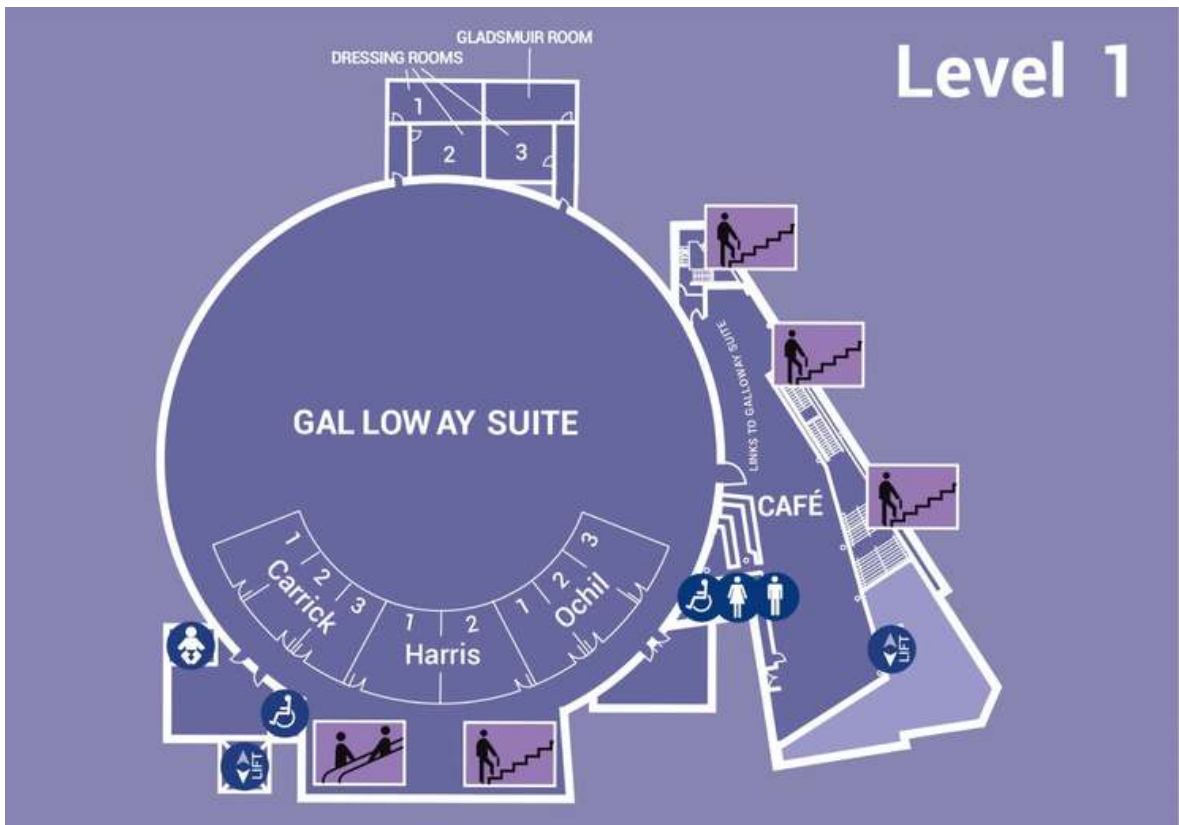 Level 1
GLADSMUIR ROOM
DRESSING ROOMS
1
2
3
LINKS TO GALLOWAY SUITE
GAL LOW AY SUITE
CAFÉ
1
2
3
Carrick
1
2
Harris
1
2
3
Ochil
LIFT
LIFT